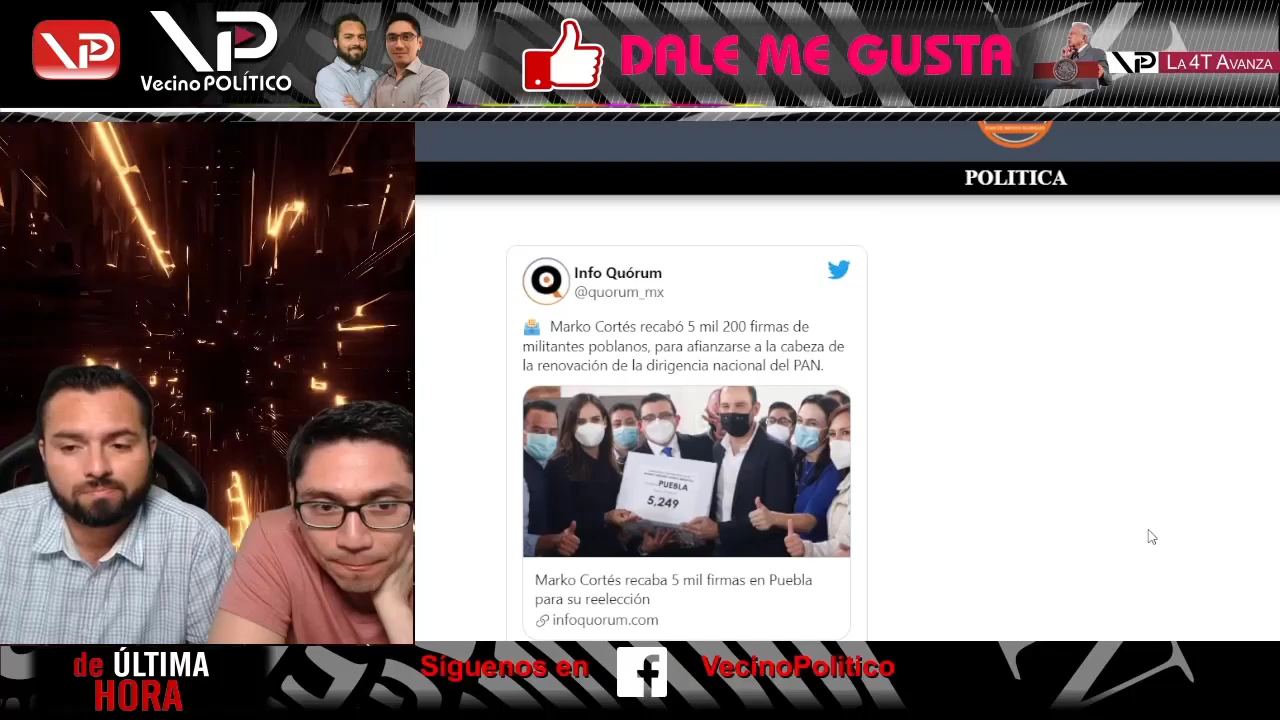 VP
VP
Vecino POLÍTICO
DALE ME GUSTA
VP LA 4T AVANZA
POLITICA
Info Quórum
@quorum_mx
Marko Cortés recabó 5 mil 200 firmas de
militantes poblanos, para afianzarse a la cabeza de
la renovación de la dirigencia nacional del PAN.
PUEBLA
5,249
Marko Cortés recaba 5 mil firmas en Puebla
para su reelección
infoquorum.com
de ÚLTIMA
HORA
Síguenos en
f
VecinoPolitico